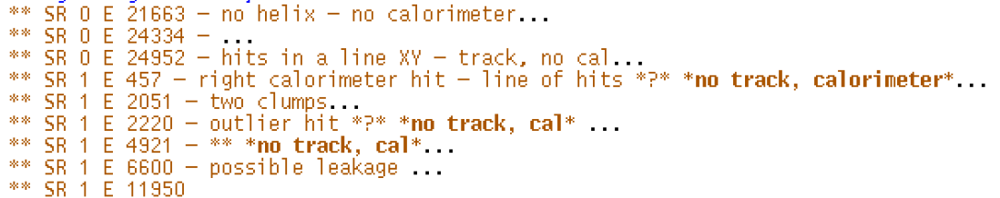 ** SR 0 E 21663 — no helix — no calorimeter...
** SR 0 E 24334 — ...
** SR 0 E 24952 — hits in a line XY — track, no cal...
** SR 1 E 457 — right calorimeter hit — line of hits *?* *no track, calorimeter*...
** SR 1 E 2051 — two clumps...
** SR 1 E 2220 — outlier hit *?* *no track, cal* ...
** SR 1 E 4921 — ** *no track, cal*...
** SR 1 E 6600 — possible leakage ...
** SR 1 E 11950